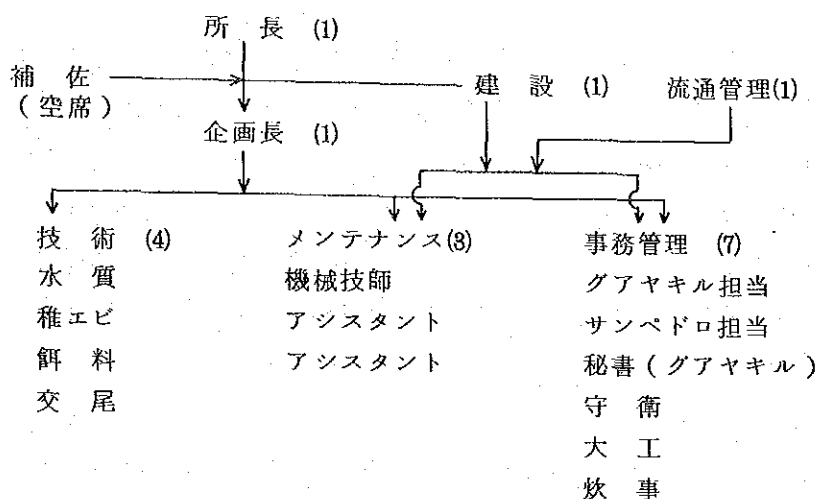 所長 (1)
補佐
(空席)
建設 (1)
流通管理(1)
企画長 (1)
技術 (4)
水質
稚エビ
餌料
交尾
メンテナンス(3)
機械技師
アシスタント
アシスタント
事務管理 (7)
グアヤキル担当
サンペドロ担当
秘書(グアヤキル)
守衛
大工
炊事